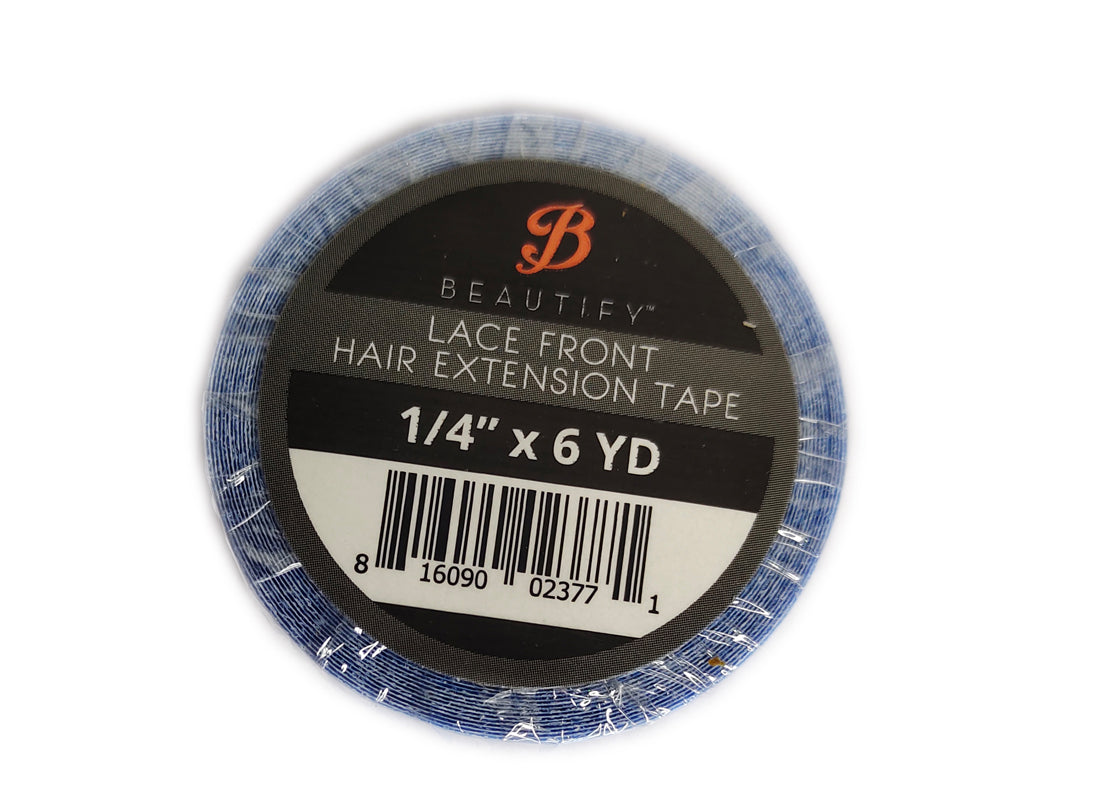 B
BEAUTIFY™
LACE FRONT
HAIR EXTENSION TAPE
1/4" x 6 YD
8 16090 02377 1